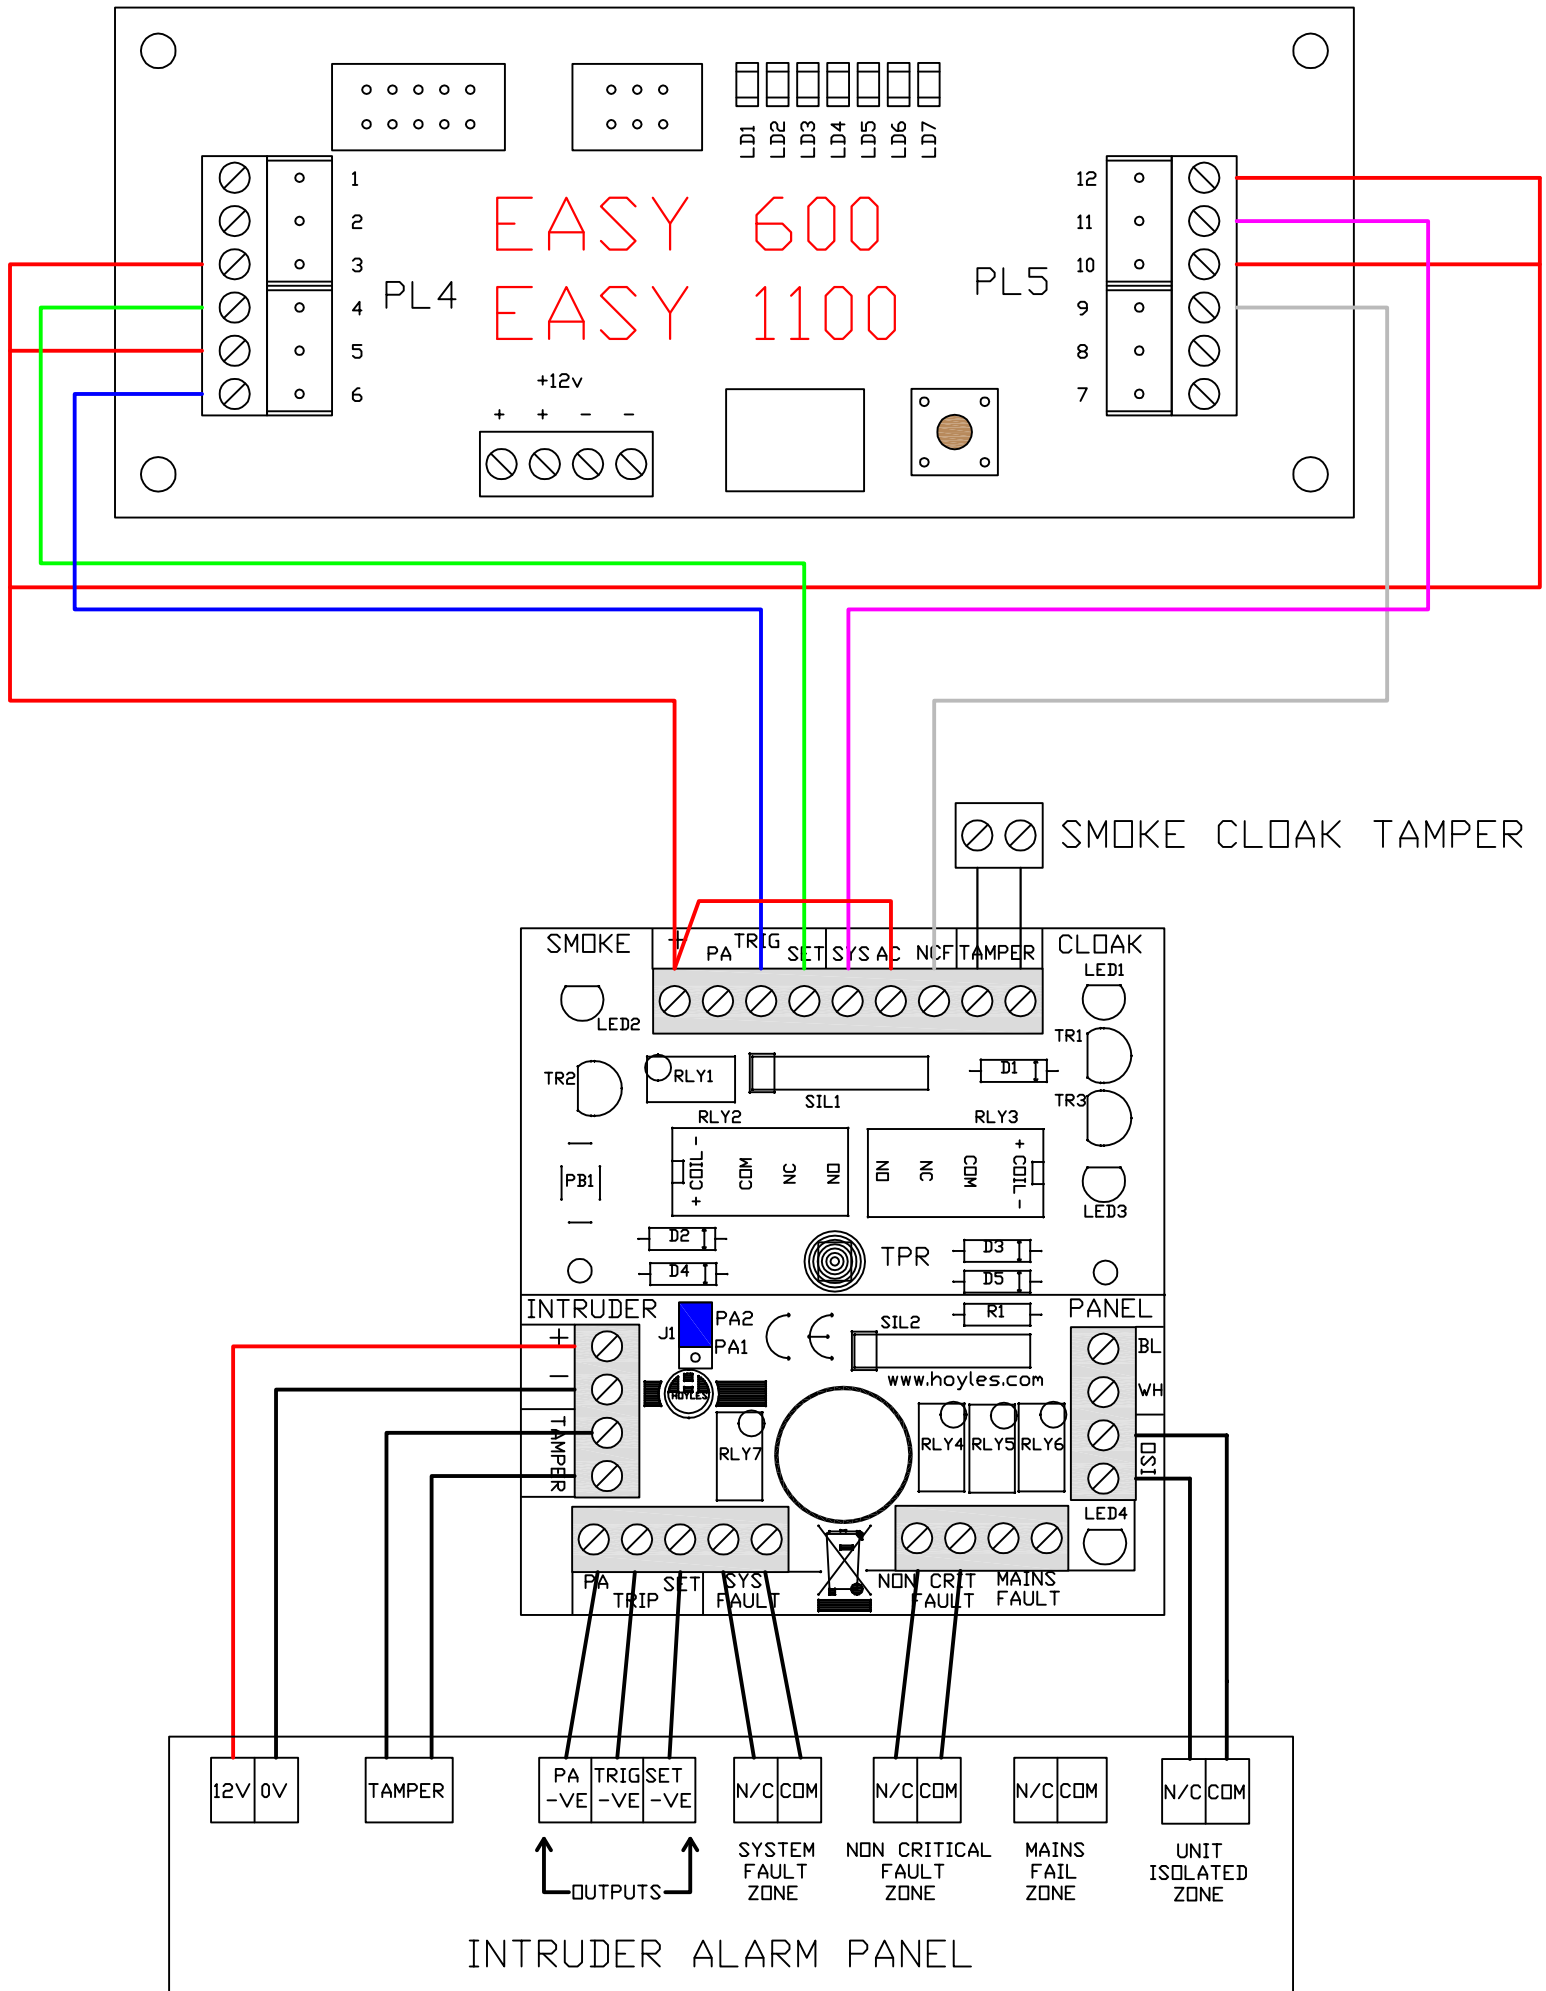 LD1 LD2 LD3 LD4 LD5 LD6 LD7
1
2
3
4
5
6
PL4
EASY 600
EASY 1100
PL5
12
11
10
9
8
7
+12v
+ + - -
SMOKE CLOAK TAMPER
SMOKE
+ PA TRIG SET SYS AC NCF TAMPER
CLOAK
LED1
LED2
TR1
TR2
RLY1
D1
SIL1
TR3
RLY2
RLY3
+ COIL - COM NC NO
NO NC COM + COIL -
PB1
LED3
D2
TPR
D3
D4
D5
INTRUDER
PANEL
J1
PA2
PA1
R1
SIL2
+
-
TAMPER
HOYLES
www.hoyles.com
BL
WH
OSI
RLY7
RLY4
RLY5
RLY6
LED4
PA
TRIP
SET
SYS
FAULT
NON CRIT
FAULT
MAINS
FAULT
12V 0V
TAMPER
PA
-VE
TRIG
-VE
SET
-VE
N/C COM
N/C COM
N/C COM
N/C COM
OUTPUTS
SYSTEM
FAULT
ZONE
NON CRITICAL
FAULT
ZONE
MAINS
FAIL
ZONE
UNIT
ISOLATED
ZONE
INTRUDER ALARM PANEL